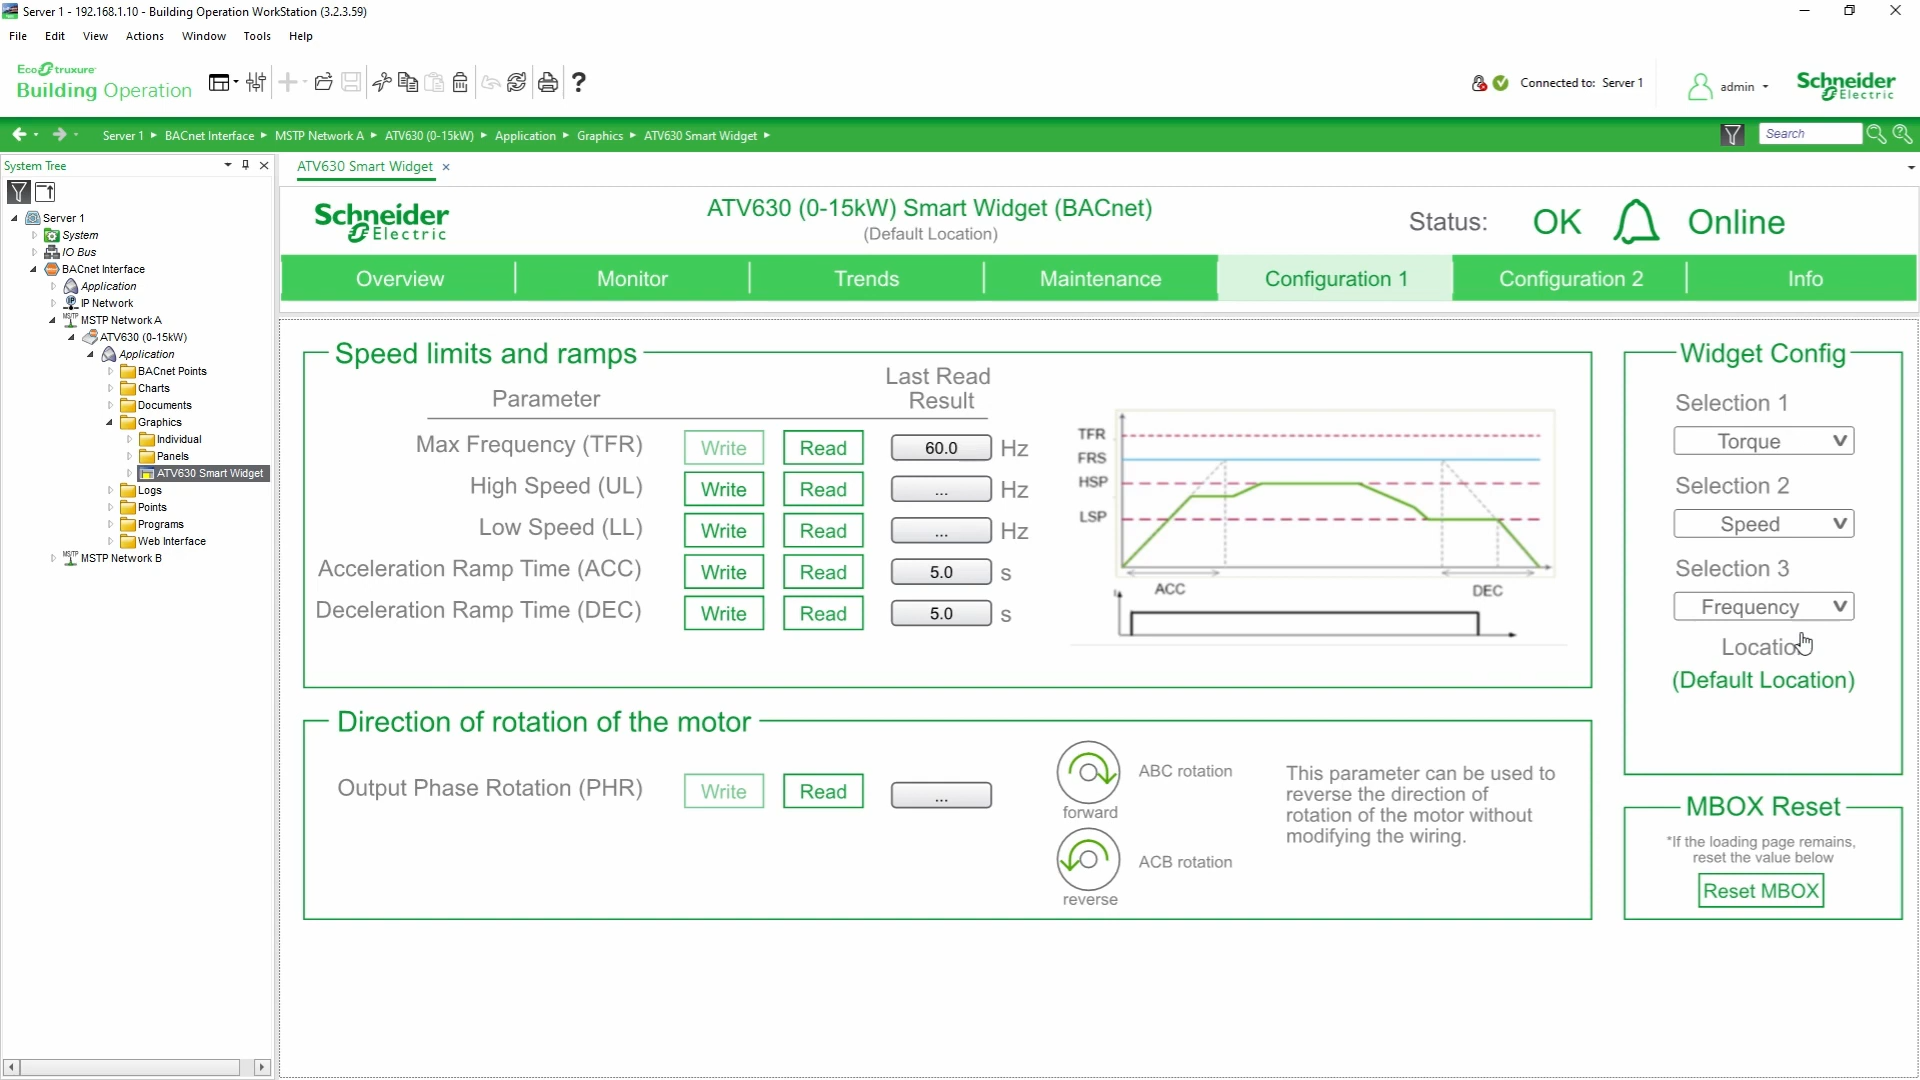 Server 1 - 192.168.1.10 - Building Operation WorkStation (3.2.3.59)
File Edit View Actions Window Tools Help
EcoStruxure
Building Operation
Connected to: Server 1
admin
Schneider
Electric
Server 1 BACnet Interface MSTP Network A ATV630 (0-15kW) Application Graphics ATV630 Smart Widget
Search
System Tree
Server 1
System
IO Bus
BACnet Interface
Application
IP Network
MSTP Network A
ATV630 (0-15kW)
Application
BACnet Points
Charts
Documents
Graphics
Individual
Panels
ATV630 Smart Widget
Logs
Points
Programs
Web Interface
MSTP Network B
ATV630 Smart Widget
Schneider
Electric
ATV630 (0-15kW) Smart Widget (BACnet)
(Default Location)
Status: OK Online
Overview Monitor Trends Maintenance Configuration 1 Configuration 2 Info
Speed limits and ramps
Parameter
Last Read
Result
Max Frequency (TFR) Write Read 60.0 Hz
High Speed (UL) Write Read ... Hz
Low Speed (LL) Write Read ... Hz
Acceleration Ramp Time (ACC) Write Read 5.0 s
Deceleration Ramp Time (DEC) Write Read 5.0 s
TFR
FRS
HSP
LSP
ACC DEC
Direction of rotation of the motor
Output Phase Rotation (PHR) Write Read ...
ABC rotation
forward
ACB rotation
reverse
This parameter can be used to
reverse the direction of
rotation of the motor without
modifying the wiring.
Widget Config
Selection 1
Torque
Selection 2
Speed
Selection 3
Frequency
Location
(Default Location)
MBOX Reset
*If the loading page remains,
reset the value below
Reset MBOX